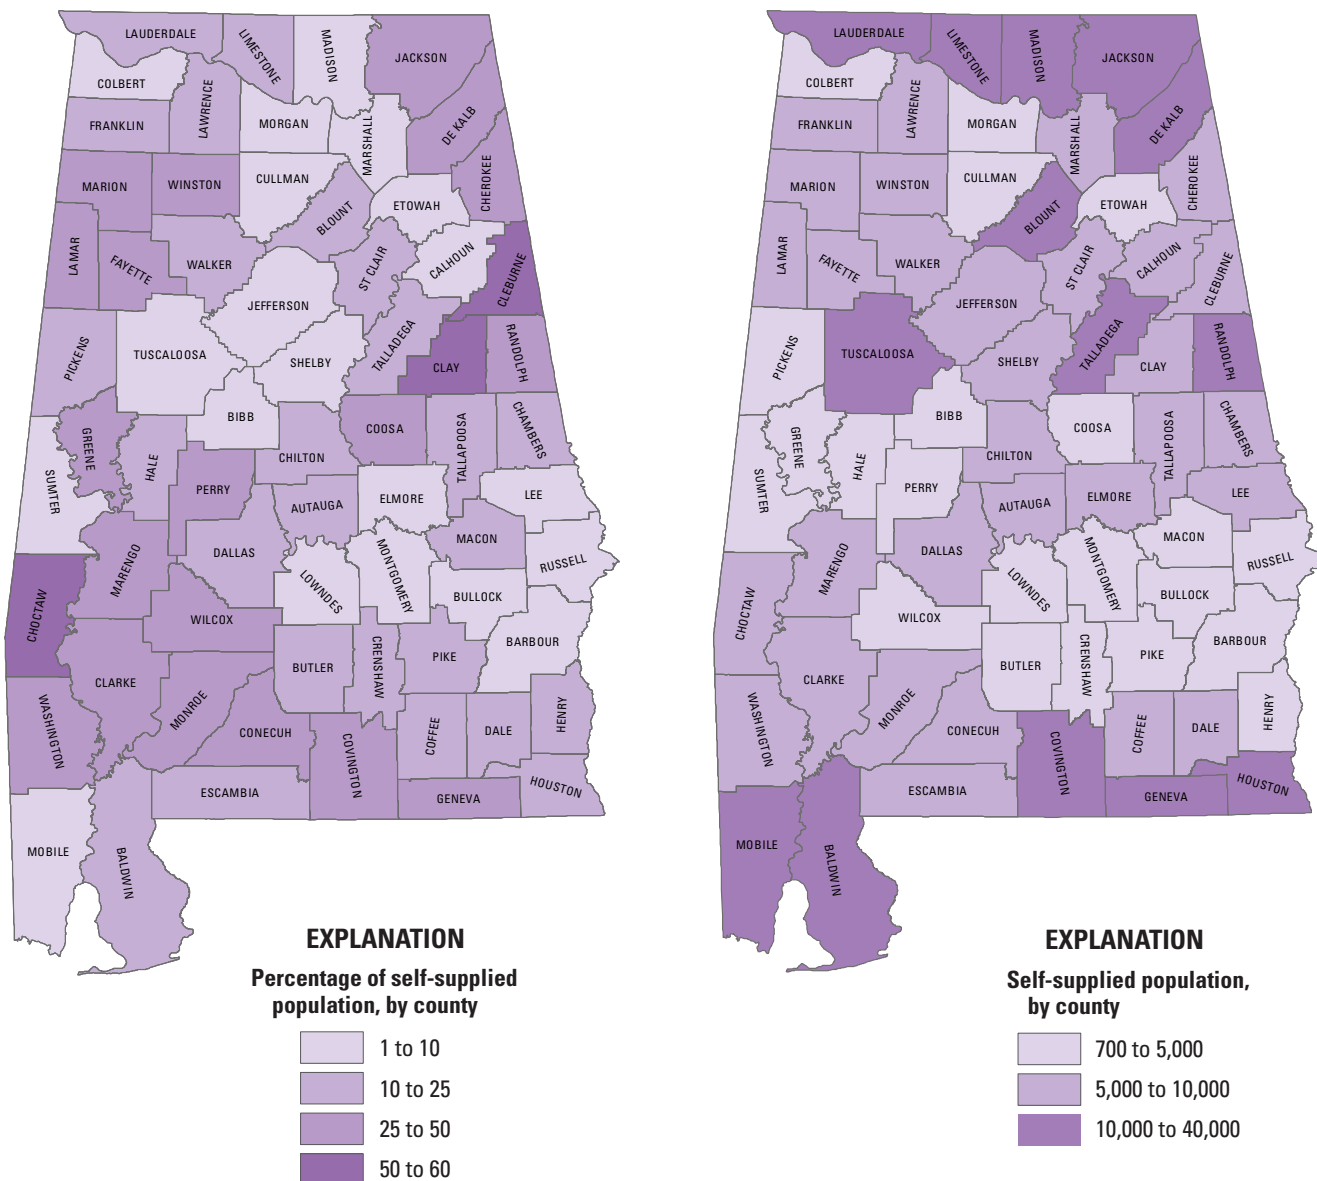 LAUDERDALE
LIMESTONE
MADISON
JACKSON
COLBERT
LAWRENCE
FRANKLIN
MORGAN
MARSHALL
DE KALB
MARION
WINSTON
CULLMAN
BLOUNT
ETOWAH
CHEROKEE
LAMAR
FAYETTE
WALKER
ST CLAIR
CALHOUN
CLEBURNE
JEFFERSON
PICKENS
TUSCALOOSA
SHELBY
TALLADEGA
CLAY
RANDOLPH
BIBB
SUMTER
GREENE
HALE
PERRY
CHILTON
COOSA
TALLAPOOSA
CHAMBERS
AUTAUGA
ELMORE
LEE
MARENGO
DALLAS
LOWNDES
MONTGOMERY
MACON
RUSSELL
CHOCTAW
WILCOX
BULLOCK
BARBOUR
CLARKE
MONROE
BUTLER
CRENSHAW
PIKE
WASHINGTON
CONECUH
COVINGTON
COFFEE
DALE
HENRY
ESCAMBIA
GENEVA
HOUSTON
MOBILE
BALDWIN
EXPLANATION
Percentage of self-supplied
population, by county
1 to 10
10 to 25
25 to 50
50 to 60
LAUDERDALE
LIMESTONE
MADISON
JACKSON
COLBERT
LAWRENCE
FRANKLIN
MORGAN
MARSHALL
DE KALB
MARION
WINSTON
CULLMAN
BLOUNT
ETOWAH
CHEROKEE
LAMAR
FAYETTE
WALKER
ST CLAIR
CALHOUN
CLEBURNE
JEFFERSON
PICKENS
TUSCALOOSA
SHELBY
TALLADEGA
CLAY
RANDOLPH
BIBB
SUMTER
GREENE
HALE
PERRY
CHILTON
COOSA
TALLAPOOSA
CHAMBERS
AUTAUGA
ELMORE
LEE
MARENGO
DALLAS
LOWNDES
MONTGOMERY
MACON
RUSSELL
CHOCTAW
WILCOX
BULLOCK
BARBOUR
CLARKE
MONROE
BUTLER
CRENSHAW
PIKE
WASHINGTON
CONECUH
COVINGTON
COFFEE
DALE
HENRY
ESCAMBIA
GENEVA
HOUSTON
MOBILE
BALDWIN
EXPLANATION
Self-supplied population,
by county
700 to 5,000
5,000 to 10,000
10,000 to 40,000